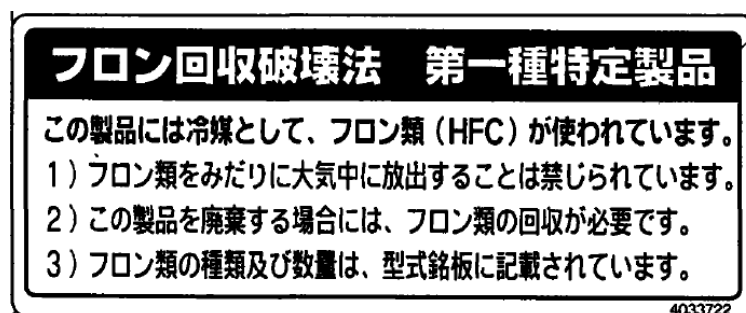 フロン回収破壊法　第一種特定製品
この製品には冷媒として、フロン類（HFC）が使われています。
1）フロン類をみだりに大気中に放出することは禁じられています。
2）この製品を廃棄する場合には、フロン類の回収が必要です。
3）フロン類の種類及び数量は、型式銘板に記載されています。
4033722